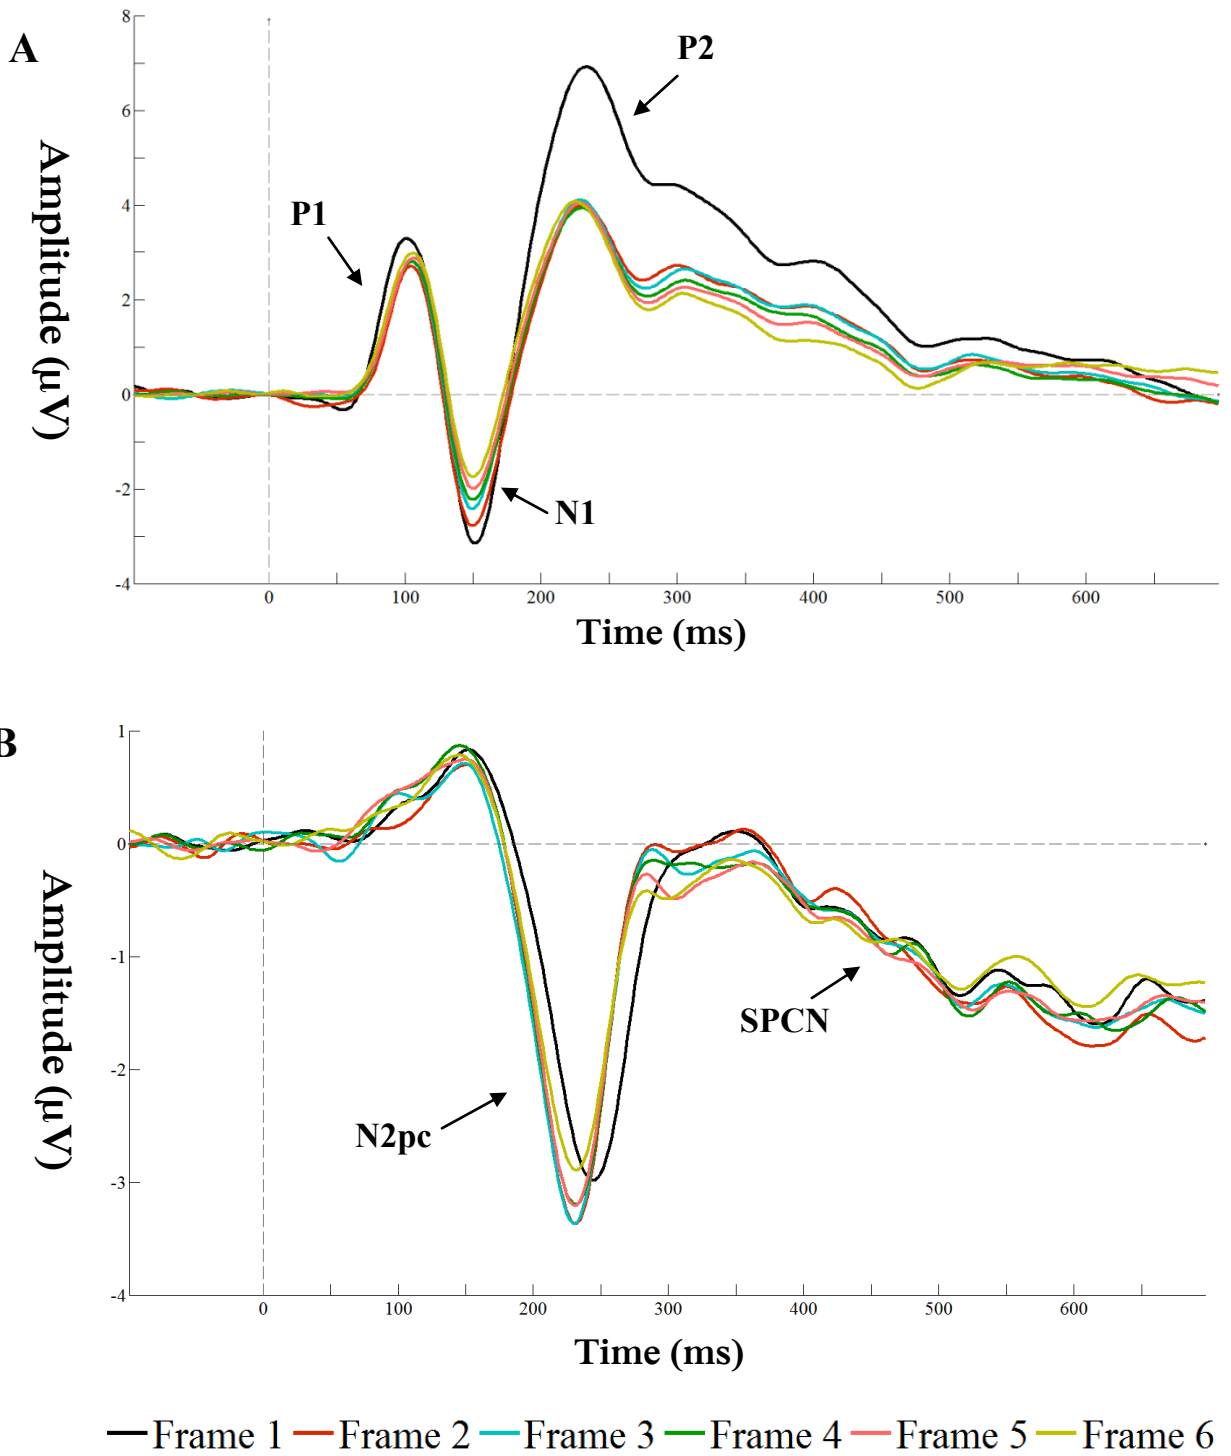 A
8
6
4
2
0
-2
-4
Amplitude (μV)
P1
P2
N1
0 100 200 300 400 500 600
Time (ms)
B
1
0
-1
-2
-3
-4
Amplitude (μV)
N2pc
SPCN
0 100 200 300 400 500 600
Time (ms)
Frame 1 Frame 2 Frame 3 Frame 4 Frame 5 Frame 6